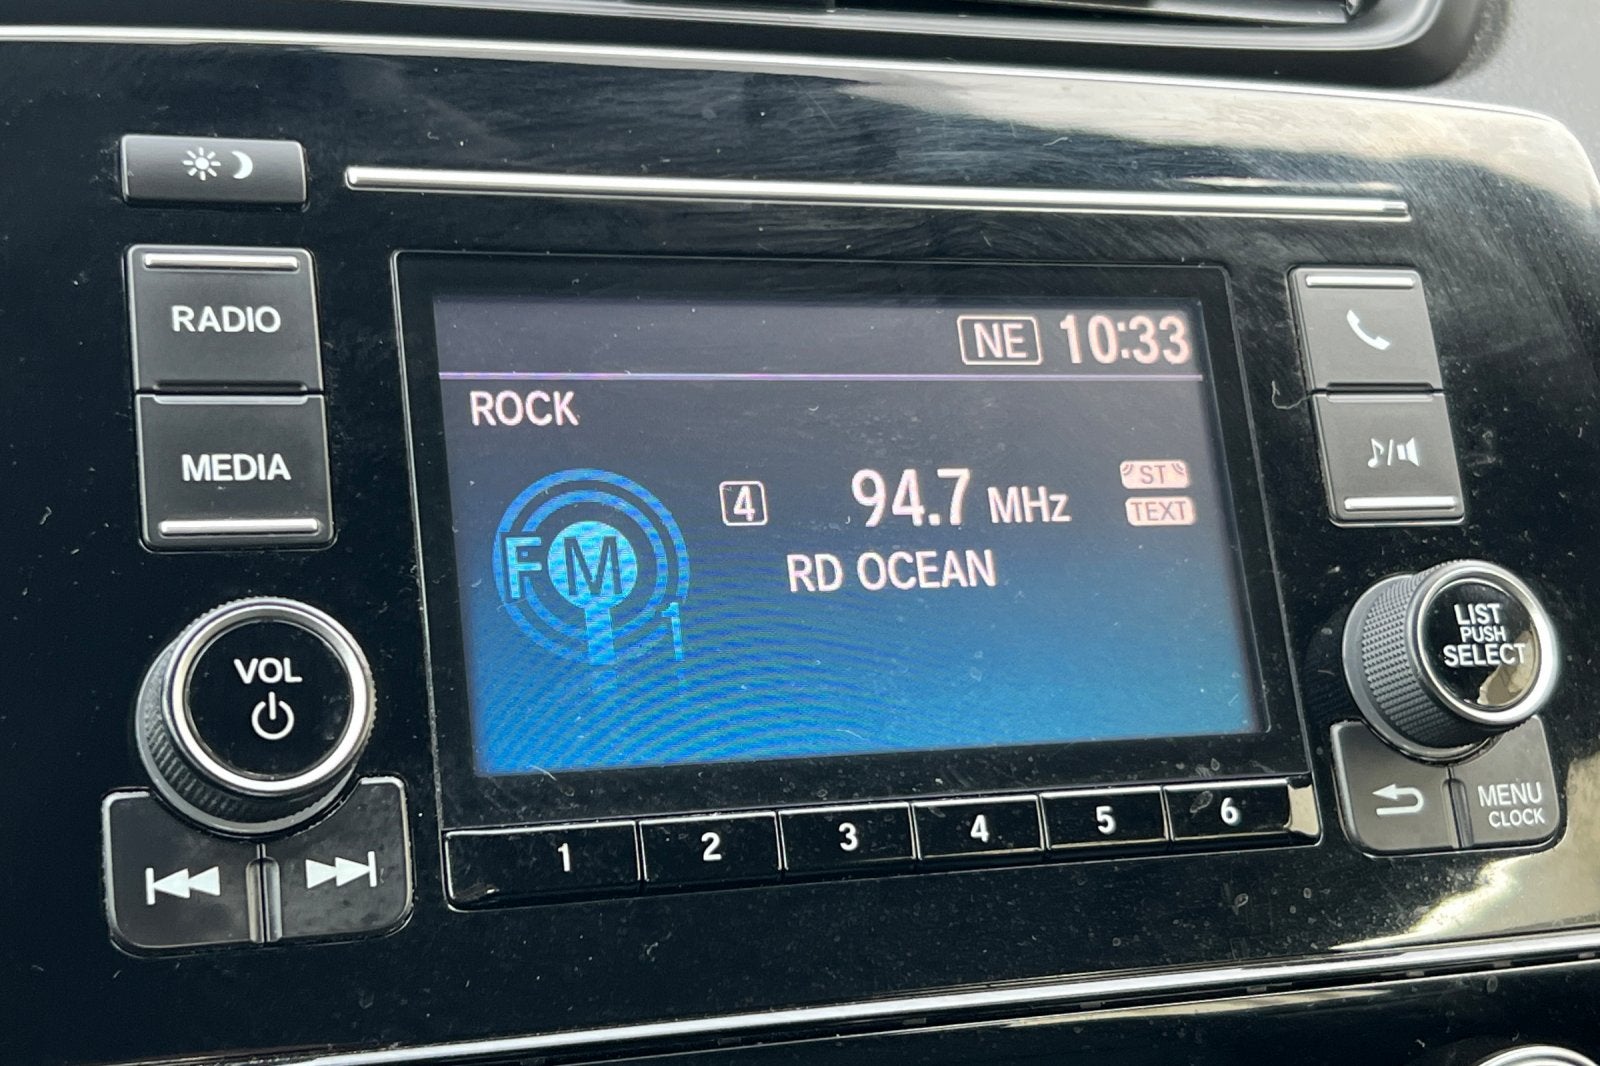 RADIO
MEDIA
VOL
NE 10:33
ROCK
4 94.7 MHz ST
TEXT
RD OCEAN
FM
1
LIST
PUSH
SELECT
MENU
CLOCK
1 2 3 4 5 6